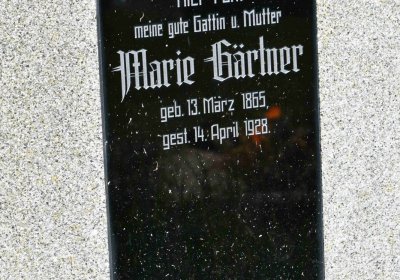 meine gute Gattin u. Mutter
Marie Gärtner
geb. 13. März 1865.
gest. 14. April 1928.